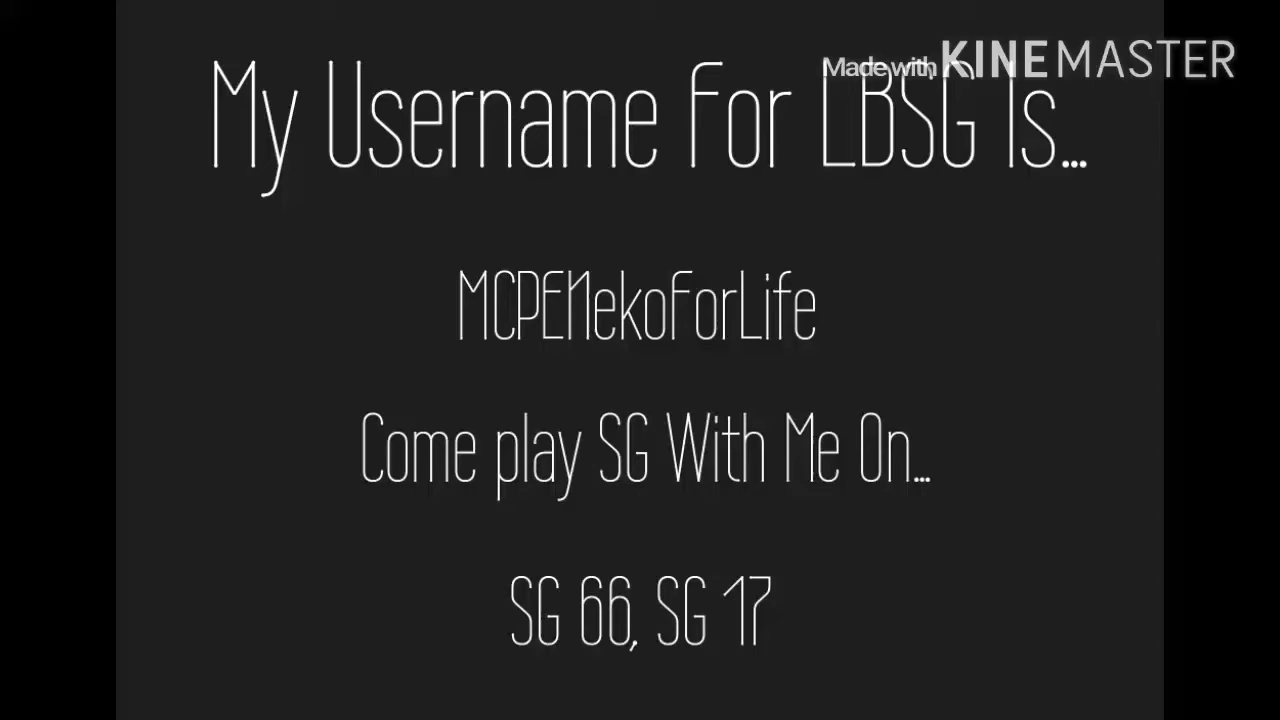 Made with KINEMASTER
My Username For LBSG Is...
MCPENekoForLife
Come play SG With Me On...
SG 66, SG 17